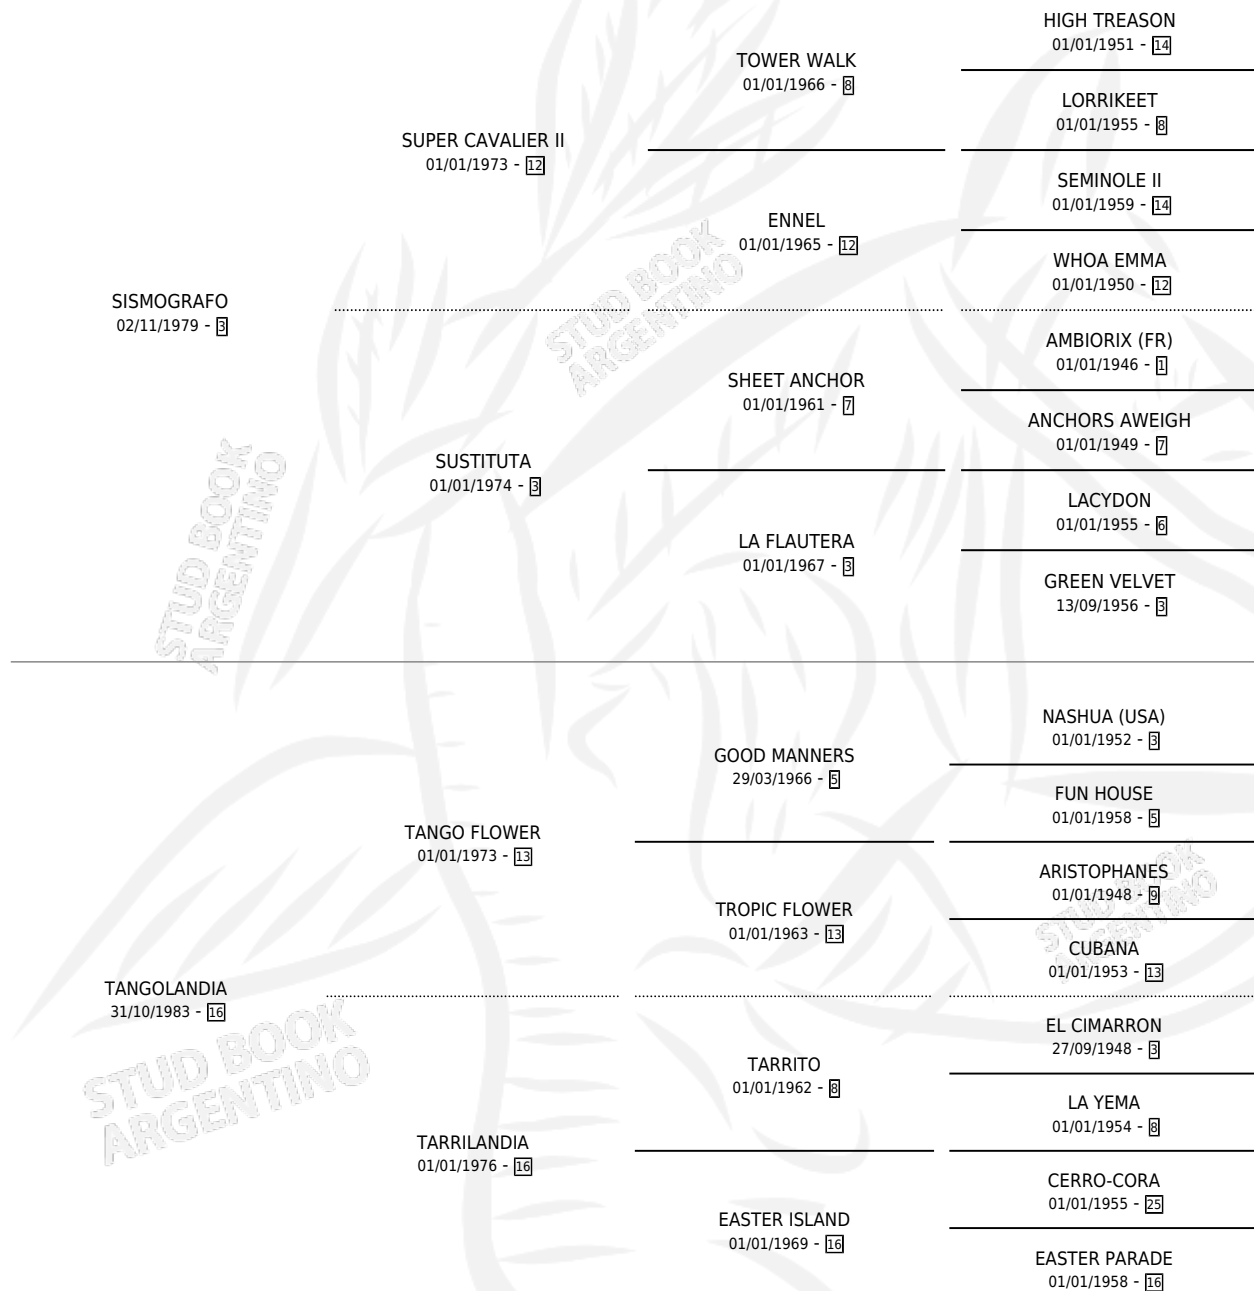 HIGH TREASON
01/01/1951 - 14
TOWER WALK
01/01/1966 - 8
LORRIKEET
01/01/1955 - 8
SUPER CAVALIER II
01/01/1973 - 12
SEMINOLE II
01/01/1959 - 14
ENNEL
01/01/1965 - 12
WHOA EMMA
01/01/1950 - 12
SISMOGRAFO
02/11/1979 - 3
AMBIORIX (FR)
01/01/1946 - 1
SHEET ANCHOR
01/01/1961 - 7
ANCHORS AWEIGH
01/01/1949 - 7
SUSTITUTA
01/01/1974 - 3
LACYDON
01/01/1955 - 6
LA FLAUTERA
01/01/1967 - 3
GREEN VELVET
13/09/1956 - 3
NASHUA (USA)
01/01/1952 - 3
GOOD MANNERS
29/03/1966 - 5
FUN HOUSE
01/01/1958 - 5
TANGO FLOWER
01/01/1973 - 13
ARISTOPHANES
01/01/1948 - 9
TROPIC FLOWER
01/01/1963 - 13
CUBANA
01/01/1953 - 13
TANGOLANDIA
31/10/1983 - 16
EL CIMARRON
27/09/1948 - 3
TARRITO
01/01/1962 - 8
LA YEMA
01/01/1954 - 8
TARRILANDIA
01/01/1976 - 16
CERRO-CORA
01/01/1955 - 25
EASTER ISLAND
01/01/1969 - 16
EASTER PARADE
01/01/1958 - 16
STUD BOOK
ARGENTINO
STUD BOOK
ARGENTINO
STUD BOOK
ARGENTINO
STUD BOOK
ARGENTINO